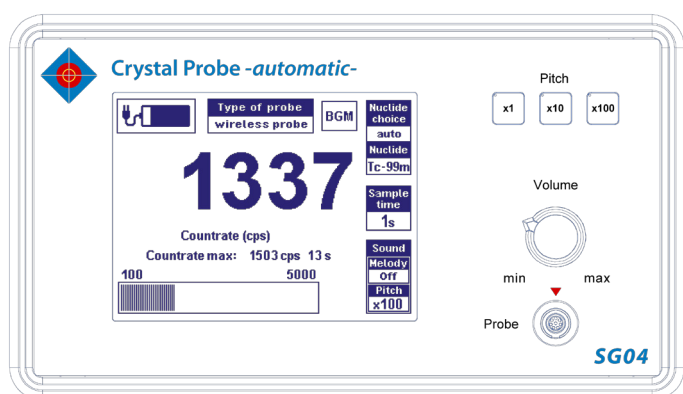 Crystal Probe -automatic-
Type of probe
wireless probe
BGM
Nuclide
choice
auto
Nuclide
Tc-99m
1337
Sample
time
1s
Countrate (cps)
Countrate max: 1503 cps 13 s
100 5000
Sound
Melody
Off
Pitch
x100
Pitch
x1 x10 x100
Volume
min max
Probe
SG04